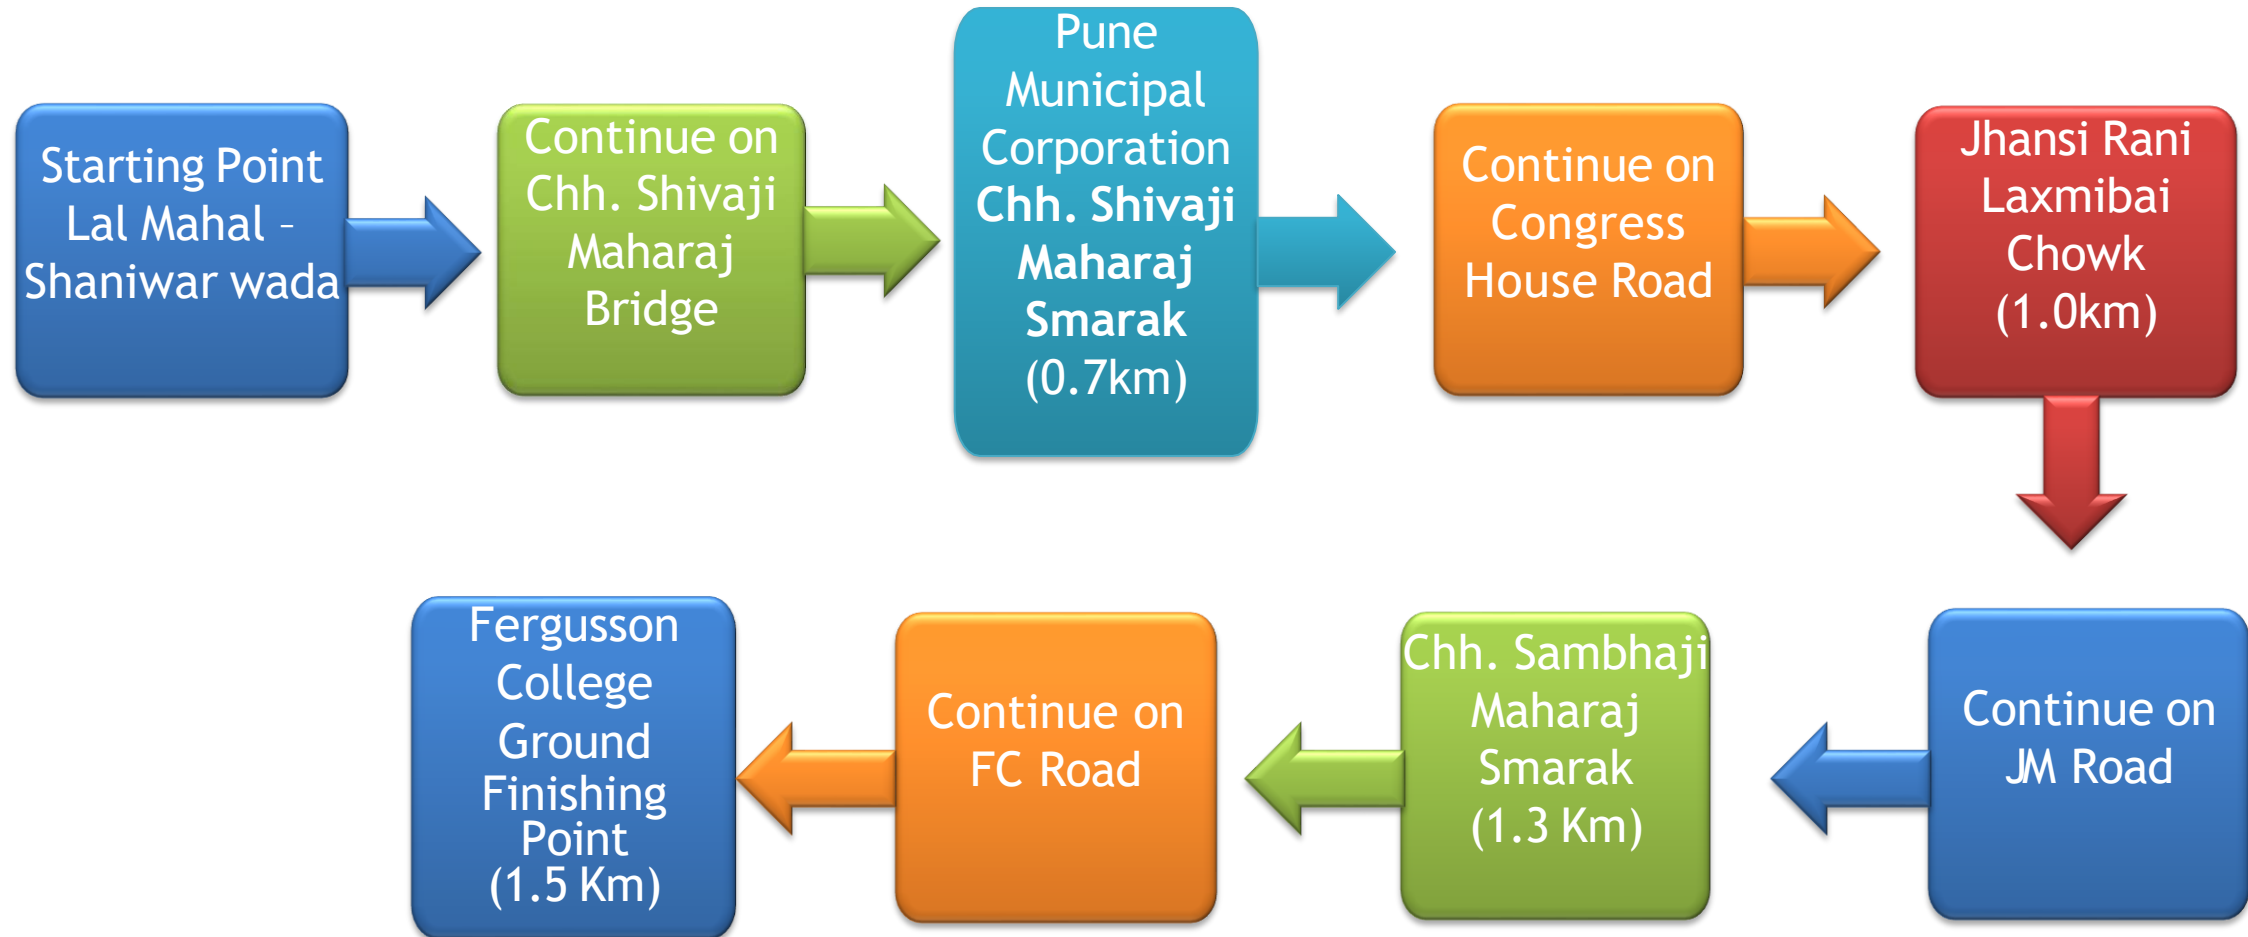 Starting Point
Lal Mahal –
Shaniwar wada
Continue on
Chh. Shivaji
Maharaj
Bridge
Pune
Municipal
Corporation
Chh. Shivaji
Maharaj
Smarak
(0.7km)
Continue on
Congress
House Road
Jhansi Rani
Laxmibai
Chowk
(1.0km)
Continue on
JM Road
Chh. Sambhaji
Maharaj
Smarak
(1.3 Km)
Continue on
FC Road
Fergusson
College
Ground
Finishing
Point
(1.5 Km)